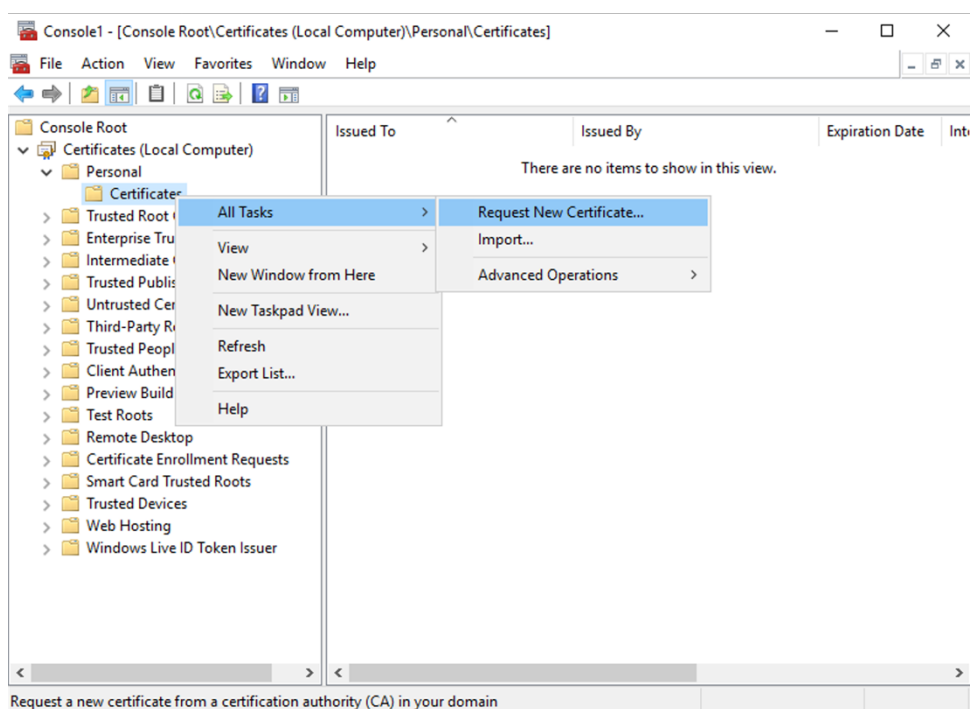 Console1 - [Console Root\Certificates (Local Computer)\Personal\Certificates]
File Action View Favorites Window Help
Console Root
Certificates (Local Computer)
Personal
Certificates
Trusted Root
Enterprise Tru
Intermediate
Trusted Publis
Untrusted Cer
Third-Party R
Trusted Peopl
Client Authen
Preview Build
Test Roots
Remote Desktop
Certificate Enrollment Requests
Smart Card Trusted Roots
Trusted Devices
Web Hosting
Windows Live ID Token Issuer
All Tasks
View
New Window from Here
New Taskpad View...
Refresh
Export List...
Help
Request New Certificate...
Import...
Advanced Operations
Issued To Issued By Expiration Date Int
There are no items to show in this view.
Request a new certificate from a certification authority (CA) in your domain